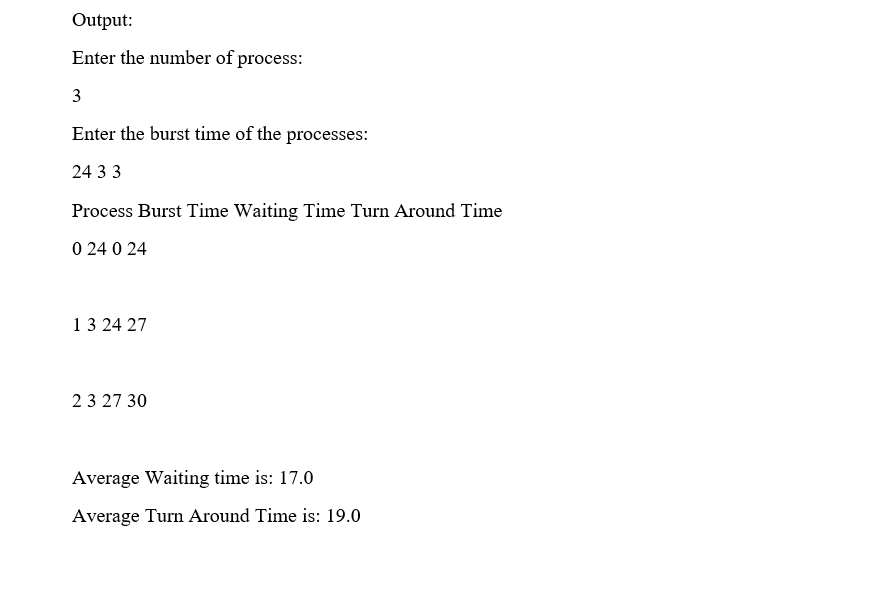 Output:
Enter the number of process:
3
Enter the burst time of the processes:
24 3 3
Process Burst Time Waiting Time Turn Around Time
0 24 0 24
1 3 24 27
2 3 27 30
Average Waiting time is: 17.0
Average Turn Around Time is: 19.0